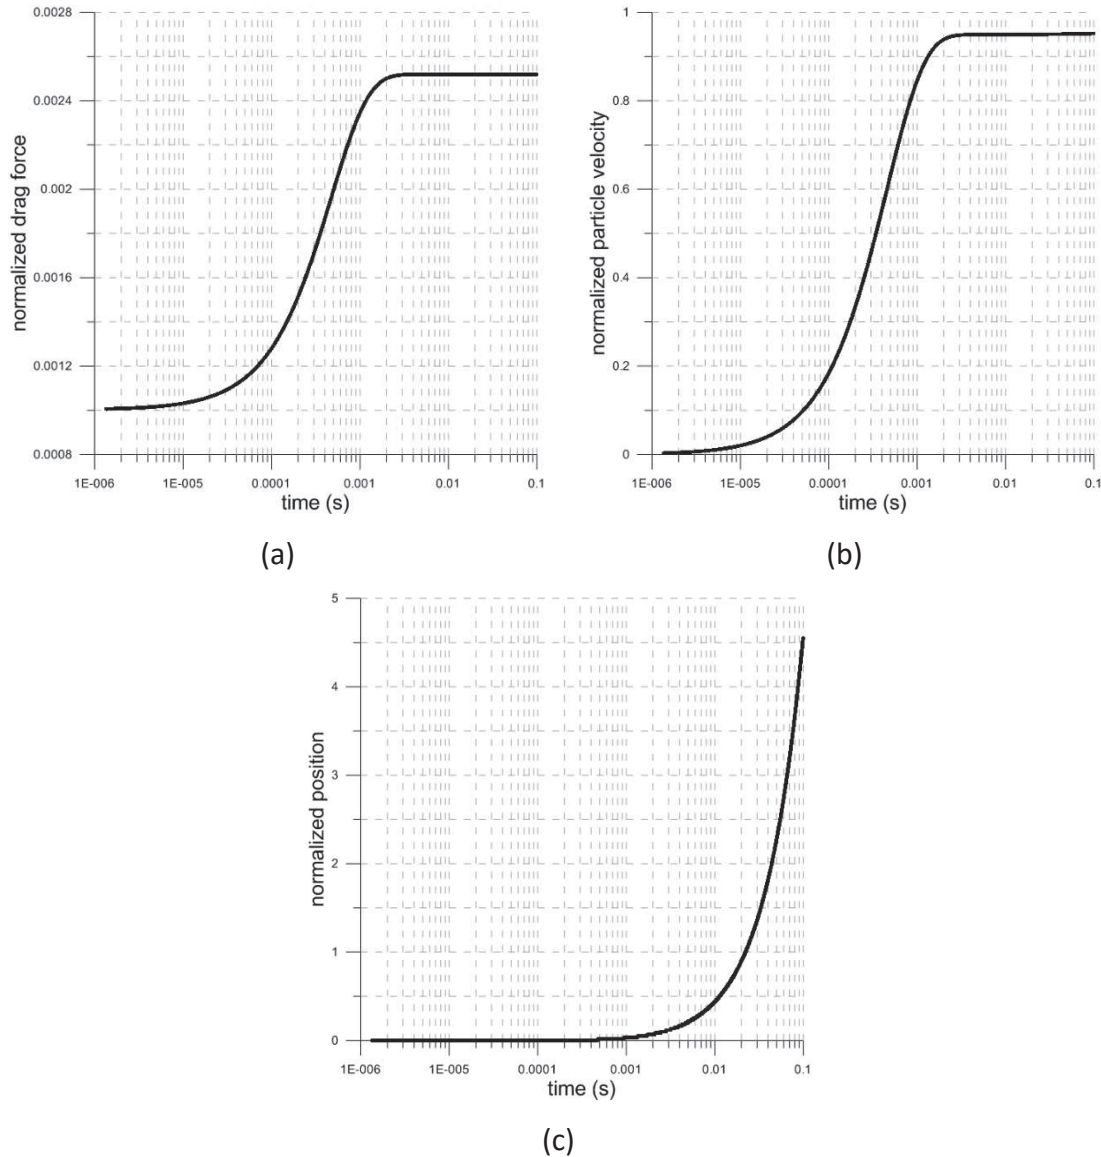 0.0028
0.0024
0.002
0.0016
0.0012
0.0008
normalized drag force
1E-006 1E-005 0.0001 0.001 0.01 0.1
time (s)
(a)
1
0.8
0.6
0.4
0.2
0
normalized particle velocity
1E-006 1E-005 0.0001 0.001 0.01 0.1
time (s)
(b)
5
4
3
2
1
0
normalized position
1E-006 1E-005 0.0001 0.001 0.01 0.1
time (s)
(c)